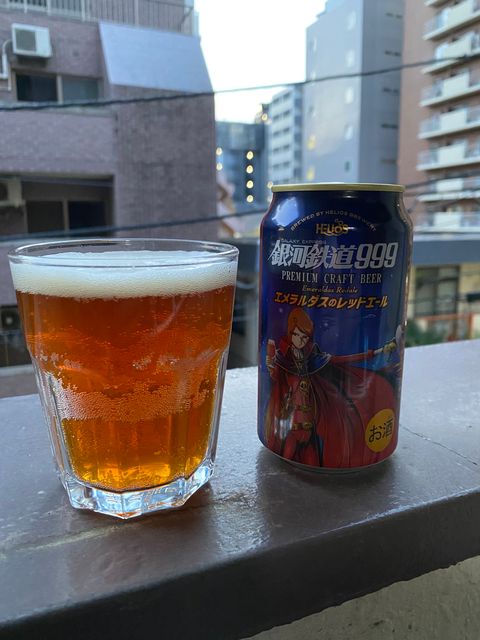 BREWED BY HELIOS BREWERY
HELIOS
GALAXY EXPRESS
銀河鉄道999
PREMIUM CRAFT BEER
Emeraldas Red ale
エメラルダスのレッドエール
お酒